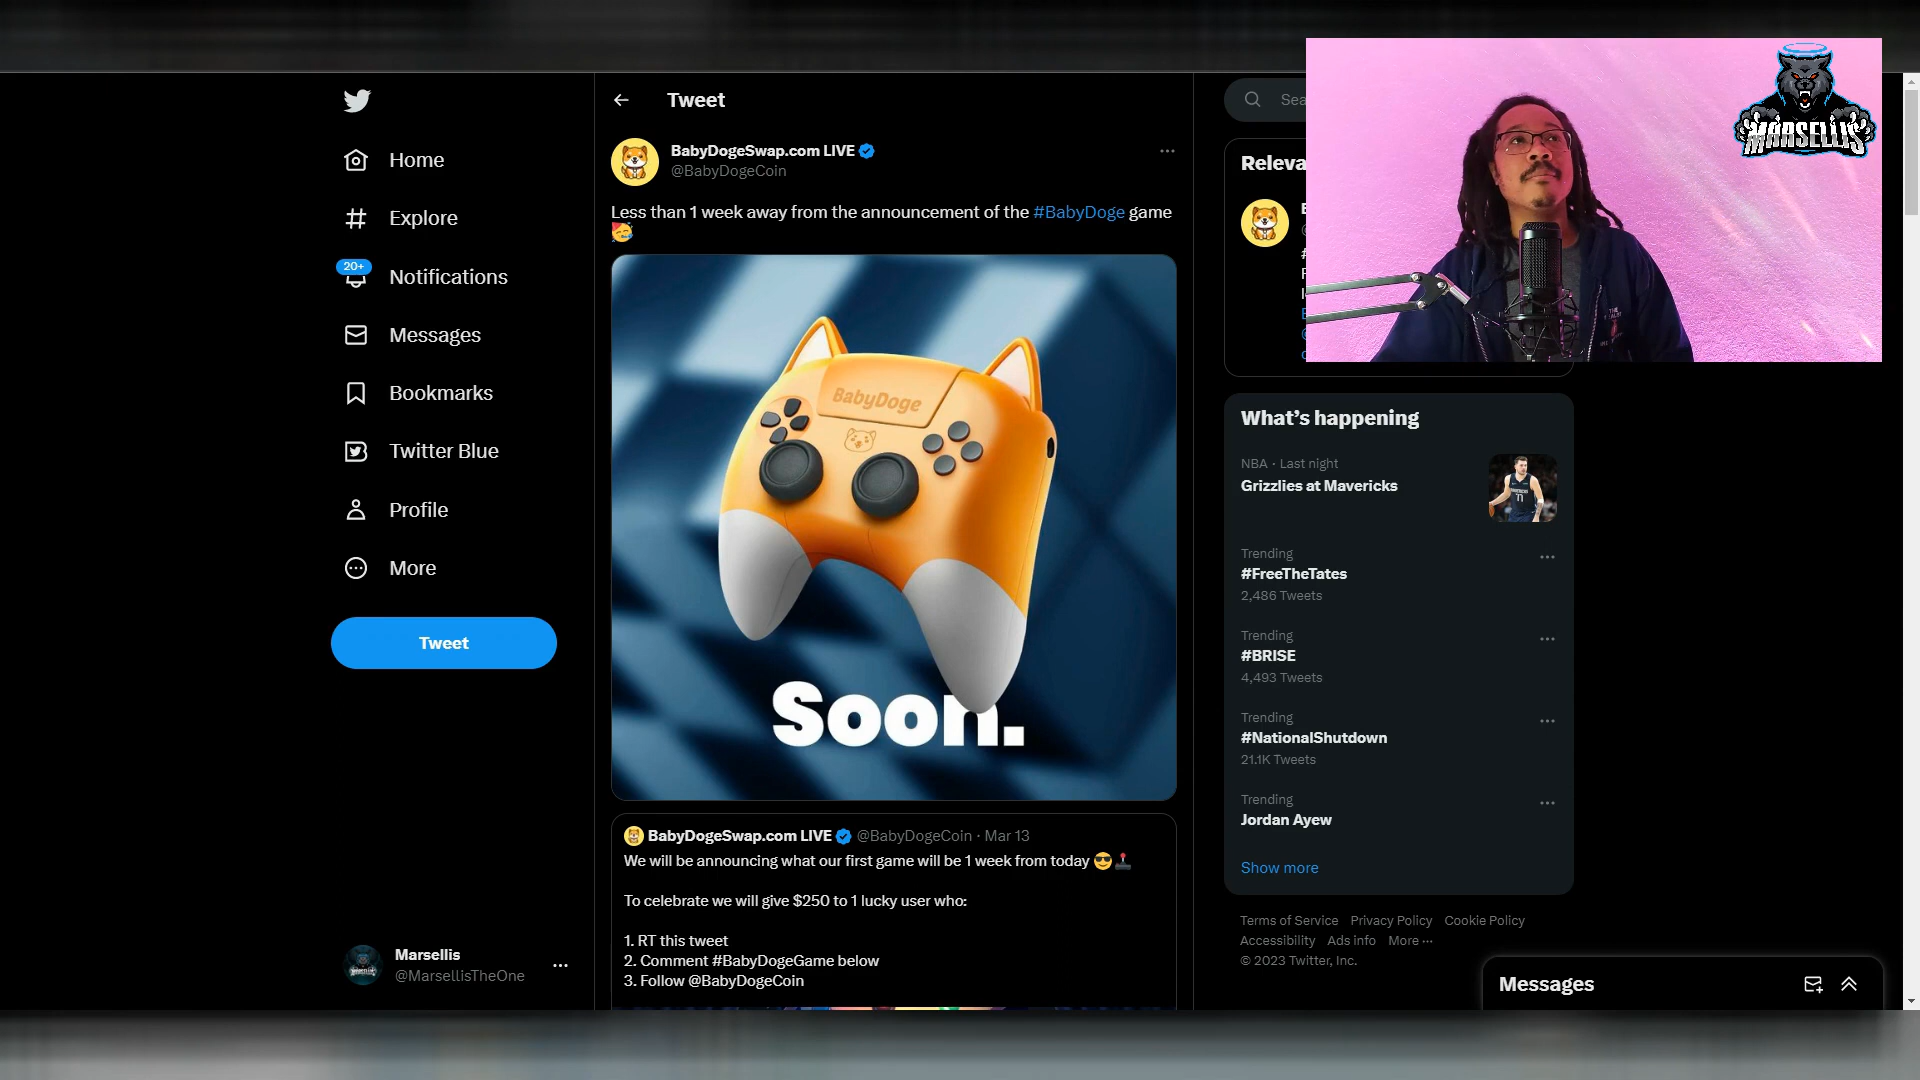 Tweet
Sea
BabyDogeSwap.com LIVE
@BabyDogeCoin
Less than 1 week away from the announcement of the #BabyDoge game
BabyDoge
Soon.
BabyDogeSwap.com LIVE @BabyDogeCoin · Mar 13
We will be announcing what our first game will be 1 week from today
To celebrate we will give $250 to 1 lucky user who:
1. RT this tweet
2. Comment #BabyDogeGame below
3. Follow @BabyDogeCoin
Home
Explore
20+
Notifications
Messages
Bookmarks
Twitter Blue
Profile
More
Tweet
Marsellis
@MarsellisTheOne
MARSELLIS
Releva
What's happening
NBA · Last night
Grizzlies at Mavericks
Trending
#FreeTheTates
2,486 Tweets
Trending
#BRISE
4,493 Tweets
Trending
#NationalShutdown
21.1K Tweets
Trending
Jordan Ayew
Show more
Terms of Service Privacy Policy Cookie Policy
Accessibility Ads info More ···
© 2023 Twitter, Inc.
Messages